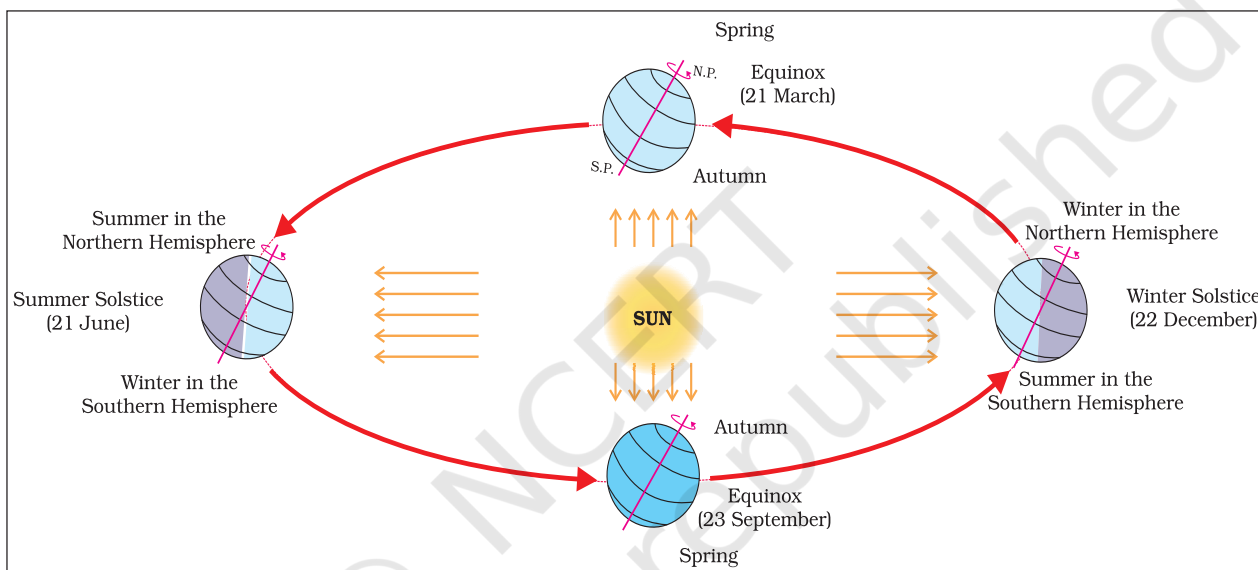 Spring
N.P.
Equinox
(21 March)
S.P.
Autumn
Summer in the
Northern Hemisphere
Summer Solstice
(21 June)
Winter in the
Southern Hemisphere
SUN
Winter in the
Northern Hemisphere
Winter Solstice
(22 December)
Summer in the
Southern Hemisphere
Autumn
Equinox
(23 September)
Spring
© NCERT
republished